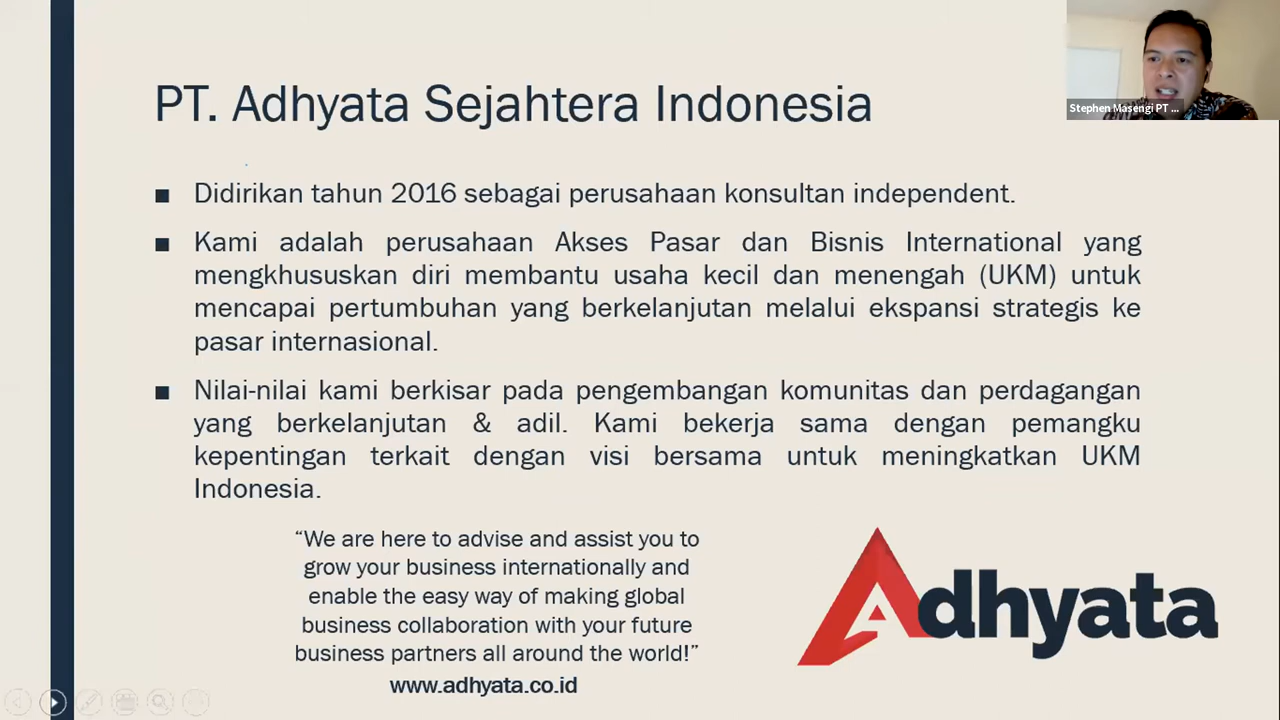 PT. Adhyata Sejahtera Indonesia
Stephen Masengi PT ...
■ Didirikan tahun 2016 sebagai perusahaan konsultan independent.
■ Kami adalah perusahaan Akses Pasar dan Bisnis International yang
mengkhususkan diri membantu usaha kecil dan menengah (UKM) untuk
mencapai pertumbuhan yang berkelanjutan melalui ekspansi strategis ke
pasar internasional.
■ Nilai-nilai kami berkisar pada pengembangan komunitas dan perdagangan
yang berkelanjutan & adil. Kami bekerja sama dengan pemangku
kepentingan terkait dengan visi bersama untuk meningkatkan UKM
Indonesia.
“We are here to advise and assist you to
grow your business internationally and
enable the easy way of making global
business collaboration with your future
business partners all around the world!”
www.adhyata.co.id
Adhyata